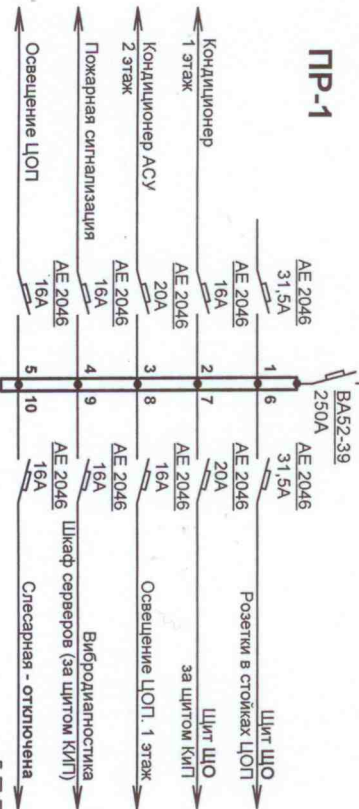 ПР-1
ВА52-39
250А
АЕ 2046
31,5А
1
6
АЕ 2046
31,5А
Щит ЩО
Розетки в стойках ЦОП
Кондиционер
1 этаж
АЕ 2046
16А
2
7
АЕ 2046
20А
Щит ЩО
за щитом КиП
Кондиционер АСУ
2 этаж
АЕ 2046
20А
3
8
АЕ 2046
16А
Освещение ЦОП. 1 этаж
Пожарная сигнализация
АЕ 2046
16А
4
9
АЕ 2046
16А
Вибродиагностика
Шкаф серверов (за щитом КИП)
Освещение ЦОП
АЕ 2046
16А
5
10
АЕ 2046
16А
Слесарная - отключена